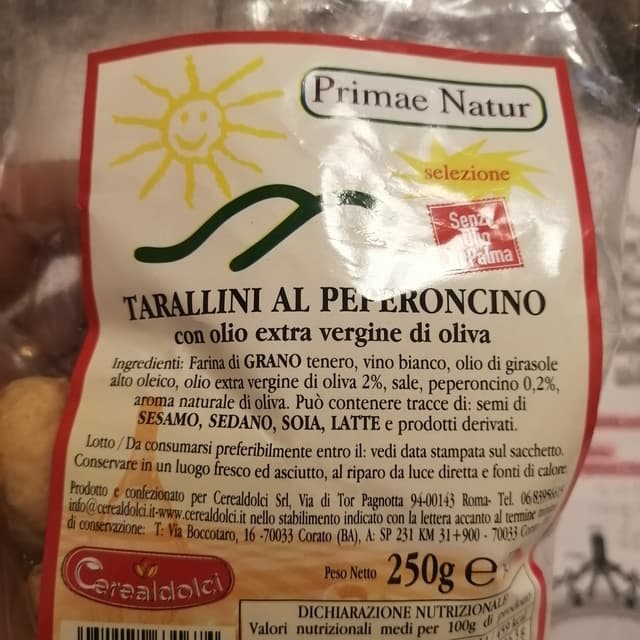 Primae Natur
selezione
Senza
Olio
di Palma
TARALLINI AL PEPERONCINO
con olio extra vergine di oliva
Ingredienti: Farina di GRANO tenero, vino bianco, olio di girasole
alto oleico, olio extra vergine di oliva 2%, sale, peperoncino 0,2%,
aroma naturale di oliva. Può contenere tracce di: semi di
SESAMO, SEDANO, SOIA, LATTE e prodotti derivati.
Lotto / Da consumarsi preferibilmente entro il: vedi data stampata sul sacchetto.
Conservare in un luogo fresco ed asciutto, al riparo da luce diretta e fonti di calore
Prodotto e confezionato per Cerealdolci Srl, Via di Tor Pagnotta 94-00143 Roma- Tel.
info@cerealdolci.it-www.cerealdolci.it nello stabilimento indicato con la lettera accanto al termine
di conservazione: T: Via Boccotaro, 16 -70033 Corato (BA), A: SP 231 KM 31+900 - 70033
Cerealdolci
Peso Netto 250g e
DICHIARAZIONE NUTRIZIONALE
Valori nutrizionali medi per 100g di prodotto